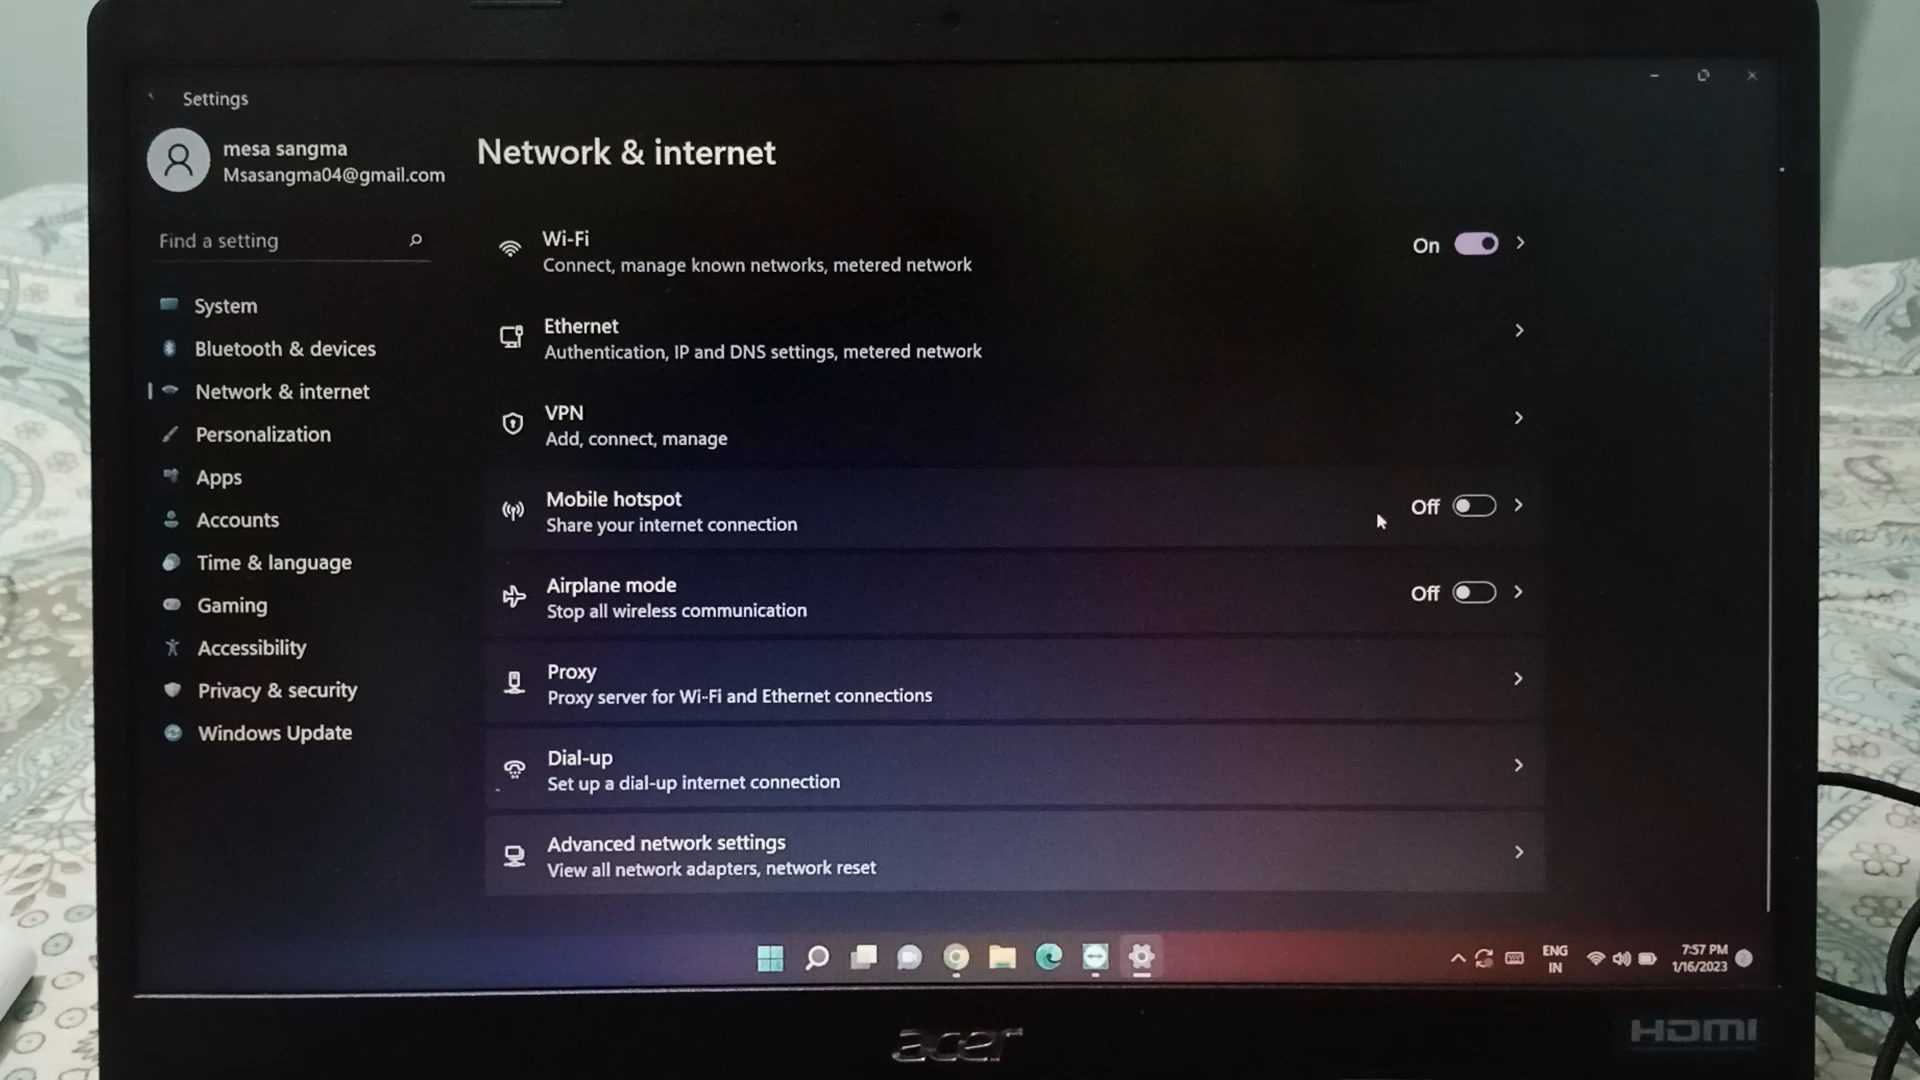 Settings
mesa sangma
Msasangma04@gmail.com
Find a setting
System
Bluetooth & devices
Network & internet
Personalization
Apps
Accounts
Time & language
Gaming
Accessibility
Privacy & security
Windows Update
Network & internet
Wi-Fi
Connect, manage known networks, metered network
On
Ethernet
Authentication, IP and DNS settings, metered network
VPN
Add, connect, manage
Mobile hotspot
Share your internet connection
Off
Airplane mode
Stop all wireless communication
Off
Proxy
Proxy server for Wi-Fi and Ethernet connections
Dial-up
Set up a dial-up internet connection
Advanced network settings
View all network adapters, network reset
ENG
IN
7:57 PM
1/16/2023
acer
HDMI